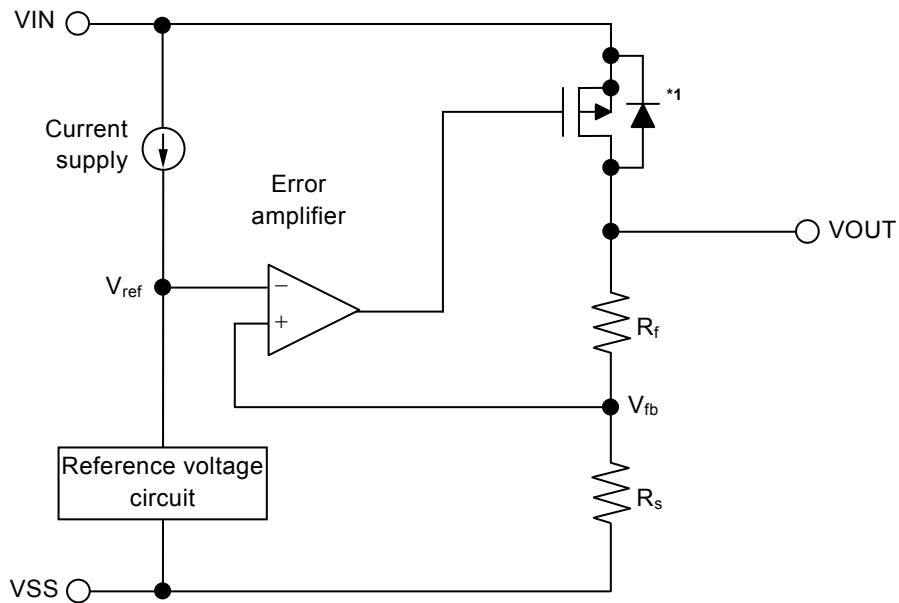 VIN
*1
Current
supply
Error
amplifier
VOUT
Vref
−
+
Rf
Vfb
Reference voltage
circuit
Rs
VSS